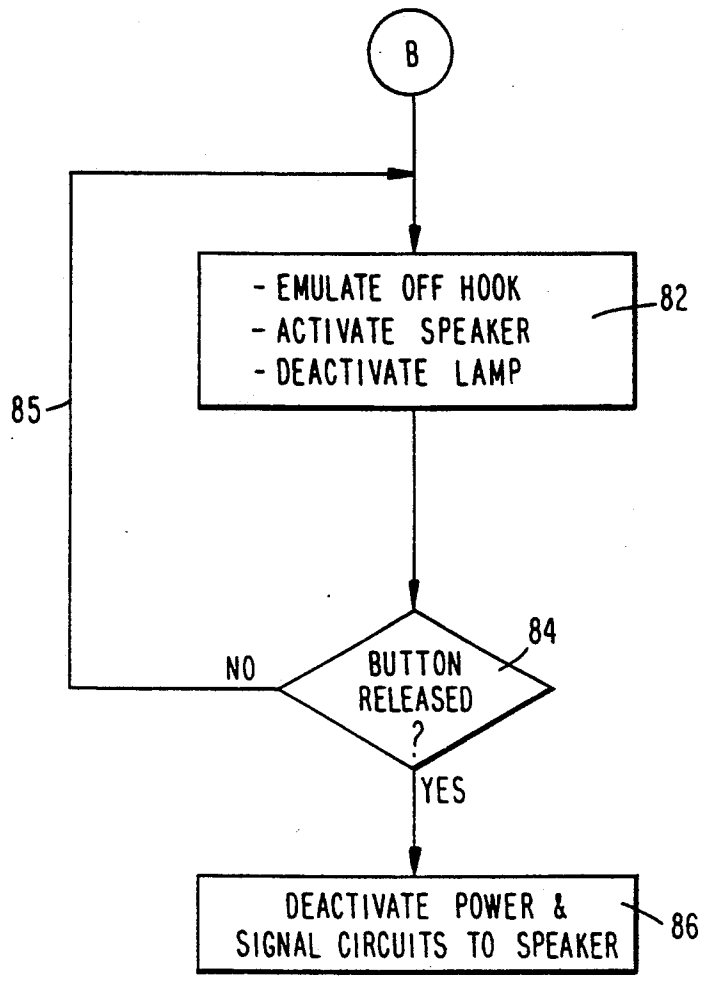 B
- EMULATE OFF HOOK
- ACTIVATE SPEAKER
- DEACTIVATE LAMP
82
85
84
BUTTON
RELEASED
?
NO
YES
DEACTIVATE POWER &
SIGNAL CIRCUITS TO SPEAKER
86